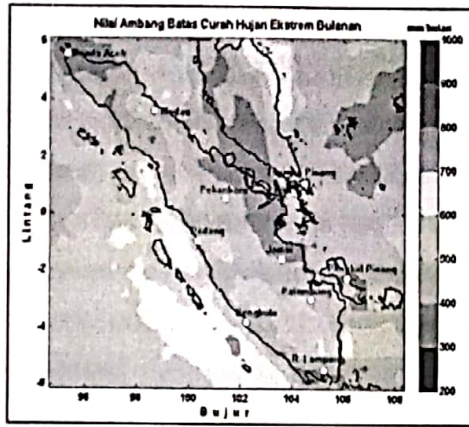 Nilai Ambang Batas Curah Hujan Ekstrem Bulanan
mm/bulan
6
4
2
0
-2
-4
-6
Lintang
Banda Aceh
Medan
Pekanbaru
Padang
Jambi
Palembang
Bengkulu
B. Lampung
96
98
100
102
104
106
108
Bujur
1000
900
800
700
600
500
400
300
200